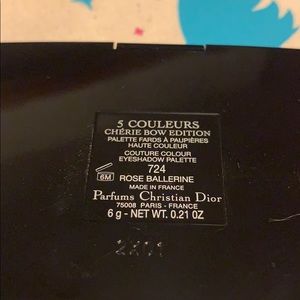 5 COULEURS
CHÉRIE BOW EDITION
PALETTE FARDS À PAUPIÈRES
HAUTE COULEUR
COUTURE COLOUR
EYESHADOW PALETTE
724
6M ROSE BALLERINE
MADE IN FRANCE
Parfums Christian Dior
75008 PARIS - FRANCE
6 g - NET WT. 0.21 OZ